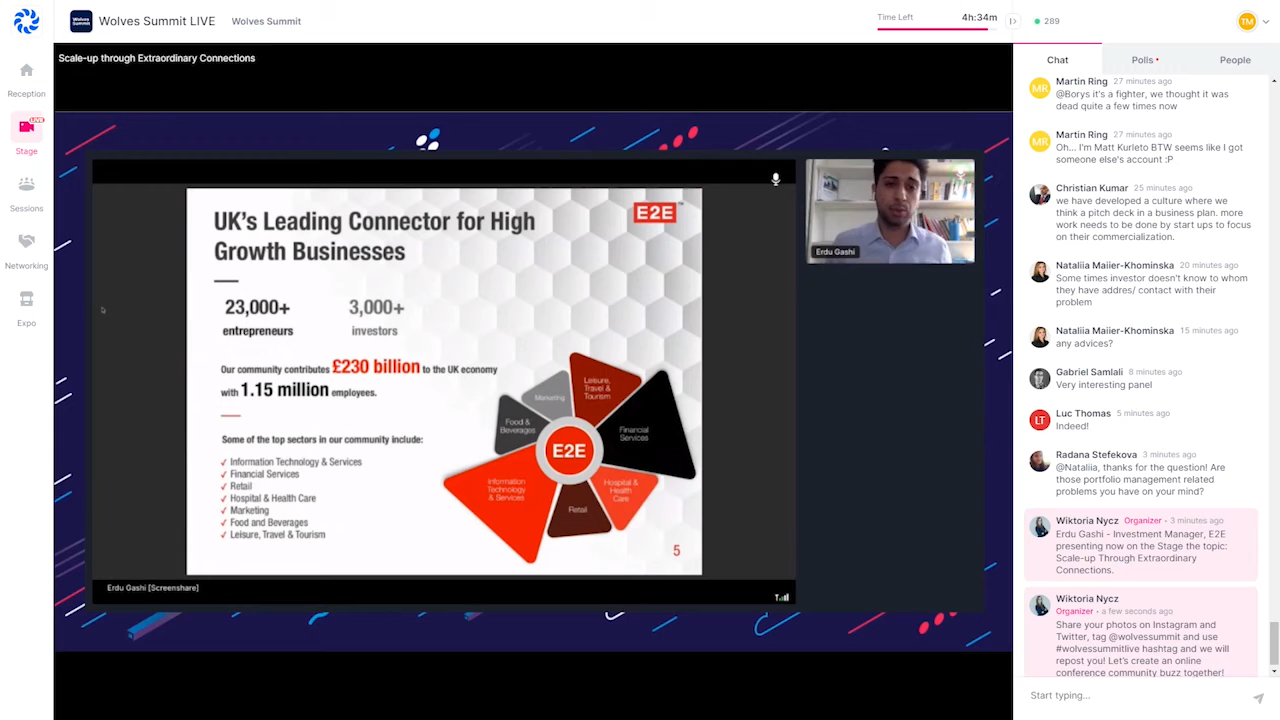 Wolves Summit
Wolves Summit LIVE
Wolves Summit
Time Left
4h:34m
289
TM
Reception
LIVE
Stage
Sessions
Networking
Expo
Scale-up through Extraordinary Connections
UK's Leading Connector for High
Growth Businesses
E2E™
23,000+
entrepreneurs
3,000+
investors
Our community contributes £230 billion to the UK economy
with 1.15 million employees.
Some of the top sectors in our community include:
✓ Information Technology & Services
✓ Financial Services
✓ Retail
✓ Hospital & Health Care
✓ Marketing
✓ Food and Beverages
✓ Leisure, Travel & Tourism
Marketing
Leisure,
Travel &
Tourism
Food &
Beverages
Financial
Services
E2E
Information
Technology
& Services
Hospital &
Health
Care
Retail
5
Erdu Gashi [Screenshare]
Erdu Gashi
Chat
Polls
People
MR
Martin Ring 27 minutes ago
@Borys it's a fighter, we thought it was
dead quite a few times now
MR
Martin Ring 27 minutes ago
Oh... I'm Matt Kurleto BTW seems like I got
someone else's account :P
Christian Kumar 25 minutes ago
we have developed a culture where we
think a pitch deck in a business plan. more
work needs to be done by start ups to focus
on their commercialization.
Nataliia Maiier-Khominska 20 minutes ago
Some times investor doesn't know to whom
they have addres/ contact with their
problem
Nataliia Maiier-Khominska 15 minutes ago
any advices?
Gabriel Samlali 8 minutes ago
Very interesting panel
LT
Luc Thomas 5 minutes ago
Indeed!
Radana Stefekova 3 minutes ago
@Nataliia, thanks for the question! Are
those portfolio management related
problems you have on your mind?
Wiktoria Nycz Organizer • 3 minutes ago
Erdu Gashi - Investment Manager, E2E
presenting now on the Stage the topic:
Scale-up Through Extraordinary
Connections.
Wiktoria Nycz
Organizer • a few seconds ago
Share your photos on Instagram and
Twitter, tag @wolvessummit and use
#wolvessummitlive hashtag and we will
repost you! Let's create an online
conference community buzz together!
Start typing...